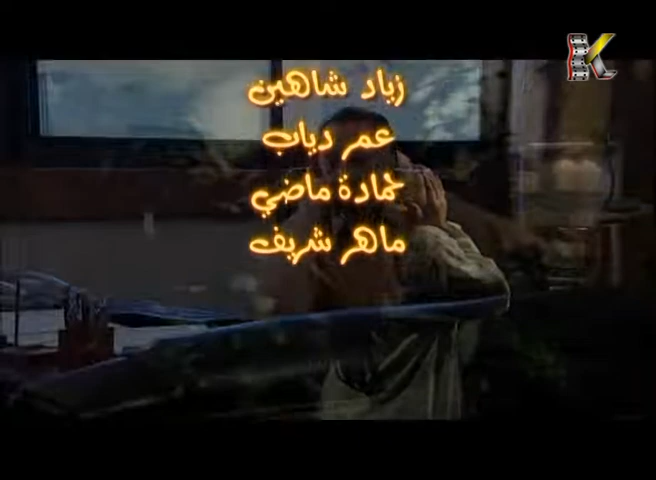 زياد شاهين
عمر دياب
حمادة ماضي
ماهر شريف
K